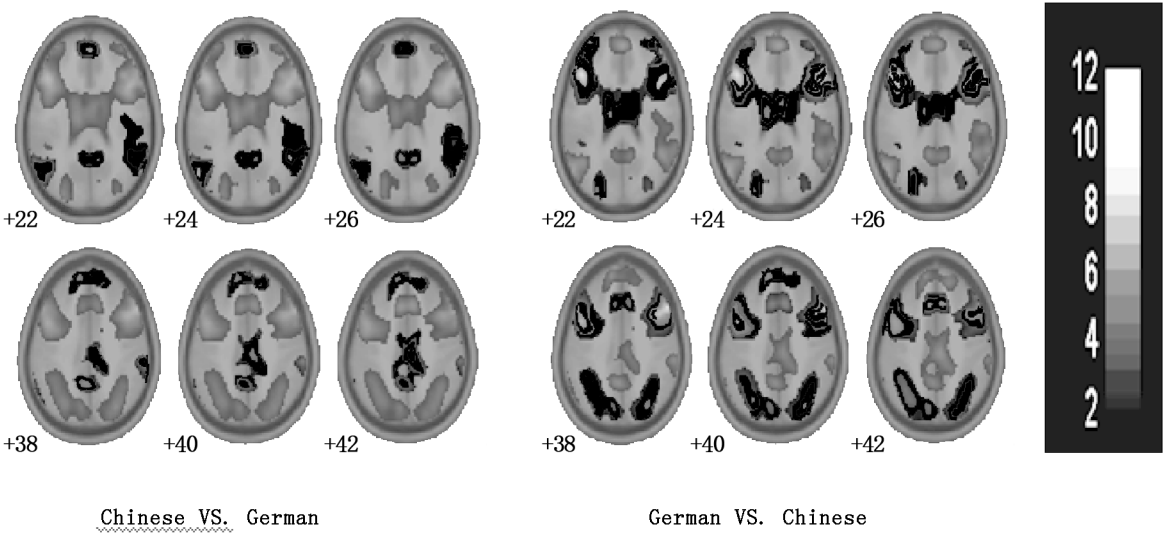 +22 +24 +26 +22 +24 +26
12
10
8
6
4
2
+38 +40 +42 +38 +40 +42
Chinese VS. German German VS. Chinese